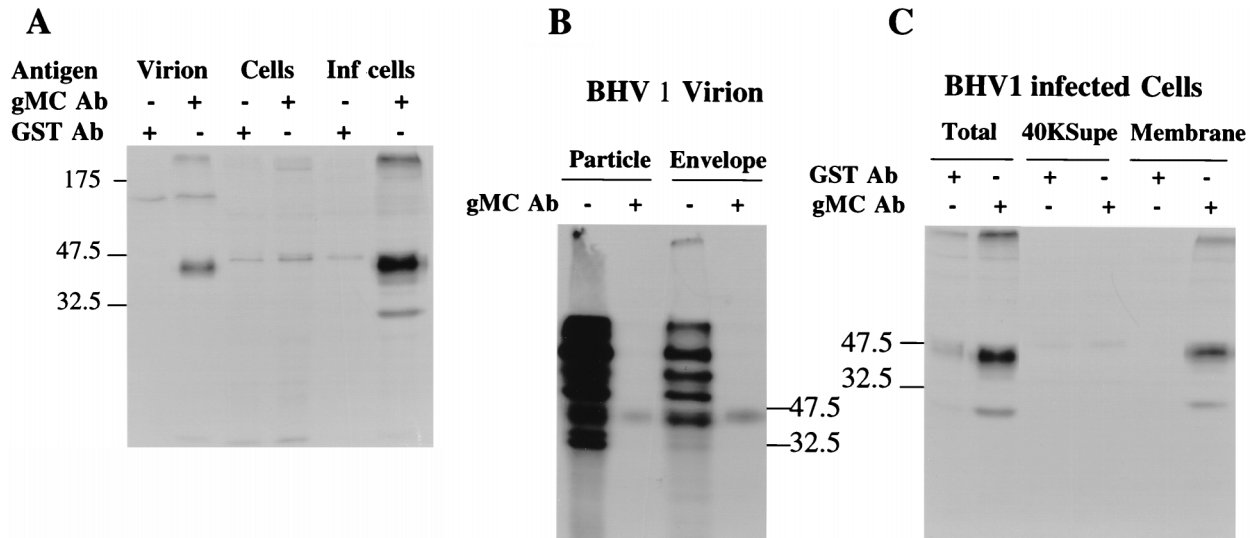 A
Antigen Virion Cells Inf cells
gMC Ab - + - + - +
GST Ab + - + - + -
175
47.5
32.5
B
BHV 1 Virion
Particle Envelope
gMC Ab - + - +
47.5
32.5
C
BHV1 infected Cells
Total 40KSupe Membrane
GST Ab + - + - + -
gMC Ab - + - + - +
47.5
32.5